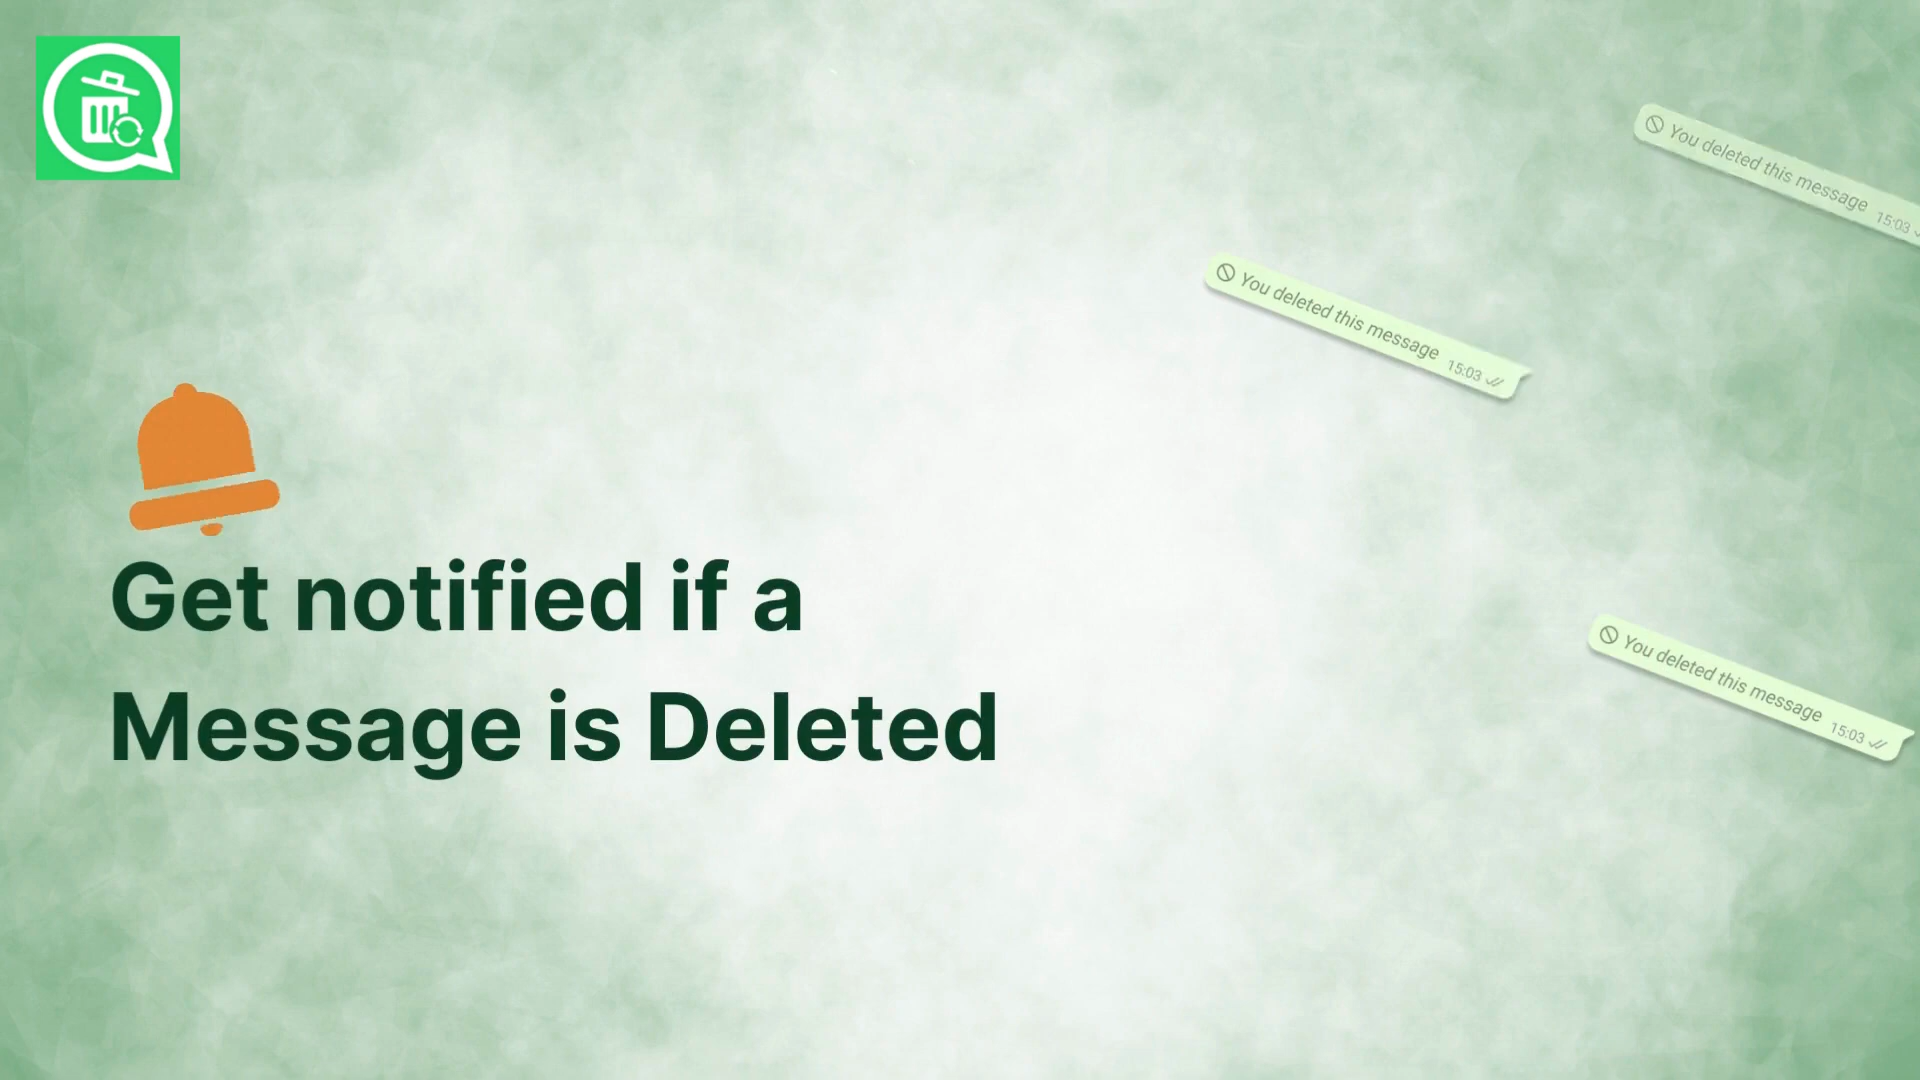 You deleted this message 15:03
You deleted this message 15:03
Get notified if a
Message is Deleted
You deleted this message 15:03